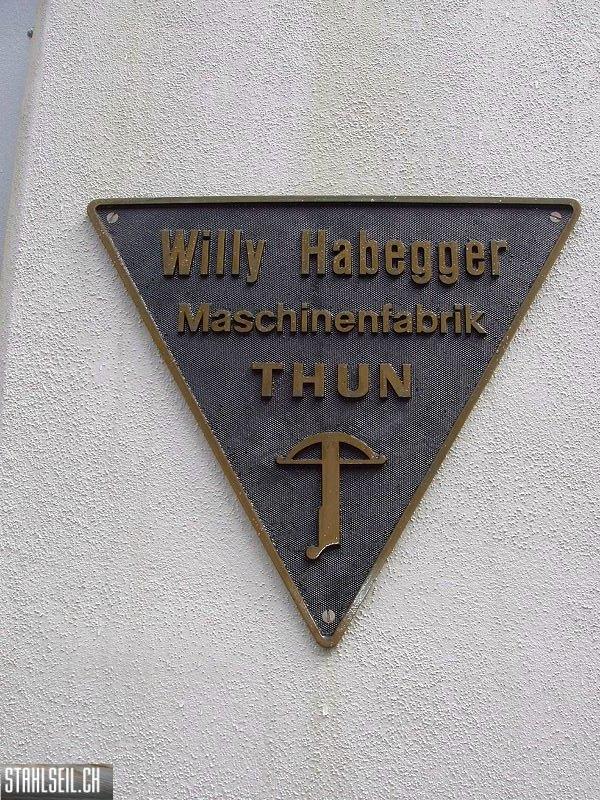 Willy Habegger
Maschinenfabrik
THUN
STAHLSEIL.CH